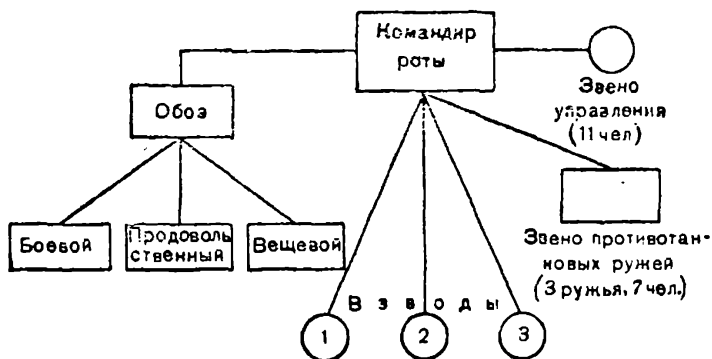 Командир
роты
Звено
управления
(11 чел)
Обоз
Боевой
Продоволь
ственный
Вещевой
Звено противотан-
ковых ружей
(3 ружья, 7 чел.)
Взводы
1
2
3